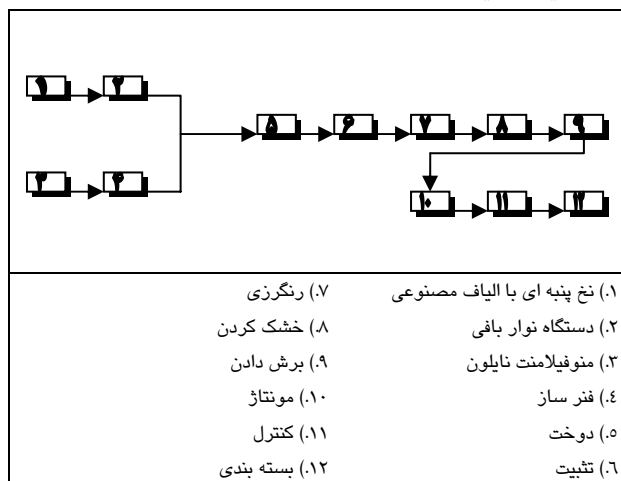 ۱ ۲
۳ ۴
۵ ۶ ۷ ۸ ۹
۱۰ ۱۱ ۱۲
۱.) نخ پنبه ای با الیاف مصنوعی
۲.) دستگاه نوار بافی
۳.) منوفیلامنت نایلون
٤.) فنر ساز
۵.) دوخت
٦.) تثبیت
۷.) رنگرزی
۸.) خشک کردن
۹.) برش دادن
۱۰.) مونتاژ
۱۱.) کنترل
۱۲.) بسته بندی